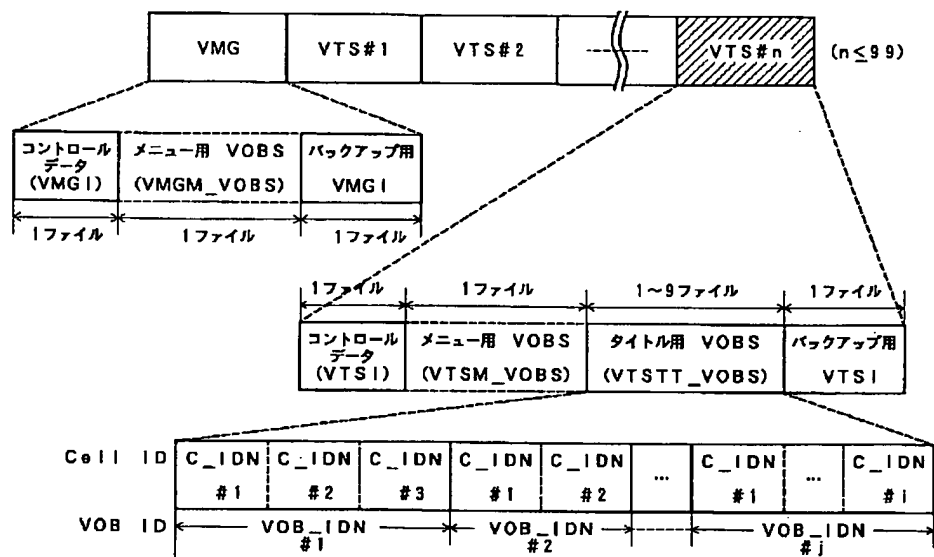 VMG VTS#1 VTS#2 VTS#n (n≤99)
コントロール メニュー用 VOBS バックアップ用
データ
(VMGI) (VMGM_VOBS) VMGI
1ファイル 1ファイル 1ファイル
1ファイル 1ファイル 1~9ファイル 1ファイル
コントロール メニュー用 VOBS タイトル用 VOBS バックアップ用
データ
(VTSI) (VTSM_VOBS) (VTSTT_VOBS) VTSI
Cell ID C_IDN C_IDN C_IDN C_IDN C_IDN ... C_IDN ... C_IDN
#1 #2 #3 #1 #2 #1 #i
VOB ID VOB_IDN VOB_IDN VOB_IDN
#1 #2 #j